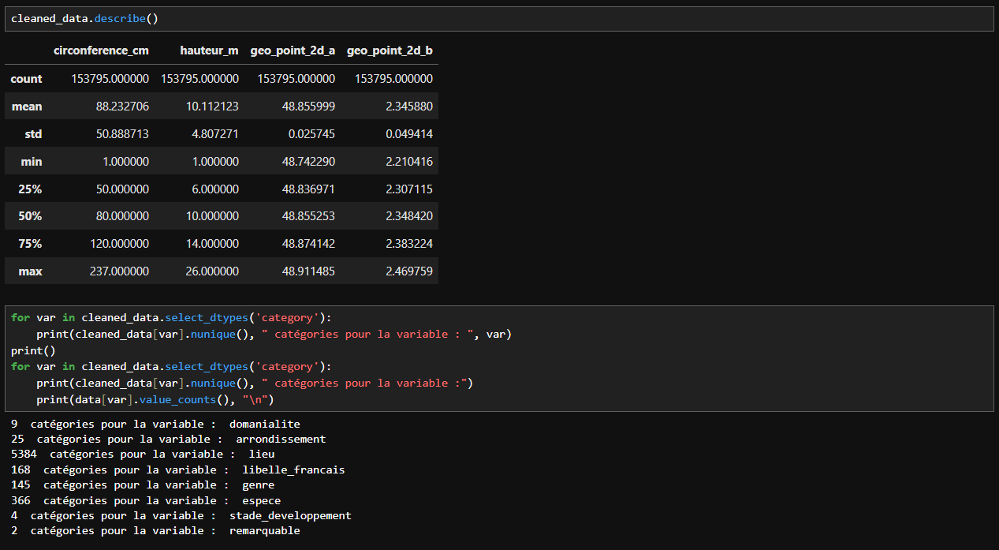 cleaned_data.describe()
circonference_cm hauteur_m geo_point_2d_a geo_point_2d_b
count 153795.000000 153795.000000 153795.000000 153795.000000
mean 88.232706 10.112123 48.855999 2.345880
std 50.888713 4.807271 0.025745 0.049414
min 1.000000 1.000000 48.742290 2.210416
25% 50.000000 6.000000 48.836971 2.307115
50% 80.000000 10.000000 48.855253 2.348420
75% 120.000000 14.000000 48.874142 2.383224
max 237.000000 26.000000 48.911485 2.469759
for var in cleaned_data.select_dtypes('category'):
    print(cleaned_data[var].nunique(), " catégories pour la variable : ", var)
print()
for var in cleaned_data.select_dtypes('category'):
    print(cleaned_data[var].nunique(), " catégories pour la variable :")
    print(data[var].value_counts(), "\n")
9  catégories pour la variable :  domanialite
25  catégories pour la variable :  arrondissement
5384  catégories pour la variable :  lieu
168  catégories pour la variable :  libelle_francais
145  catégories pour la variable :  genre
366  catégories pour la variable :  espece
4  catégories pour la variable :  stade_developpement
2  catégories pour la variable :  remarquable